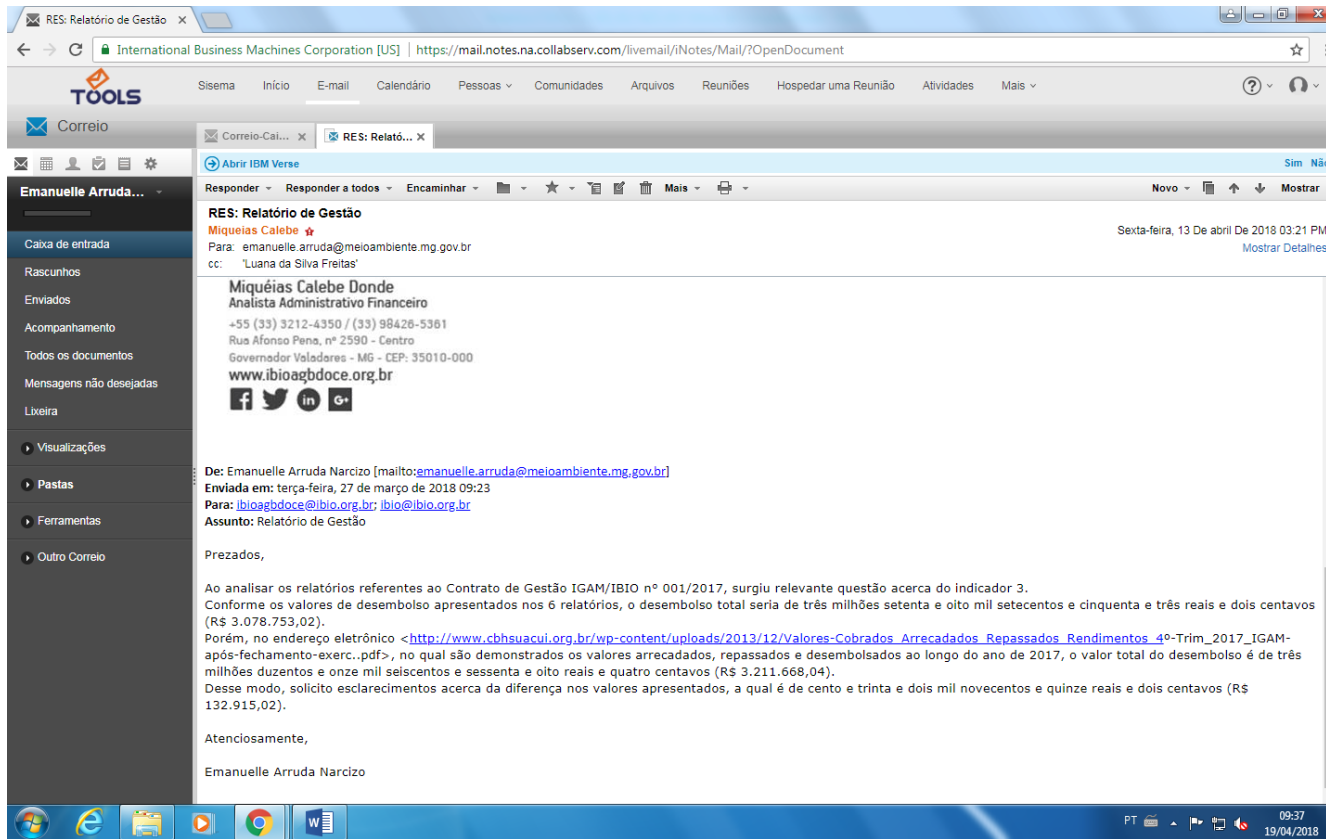 RES: Relatório de Gestão
International Business Machines Corporation [US] | https://mail.notes.na.collabserv.com/livemail/iNotes/Mail/?OpenDocument
TOOLS
Sisema Início E-mail Calendário Pessoas Comunidades Arquivos Reuniões Hospedar uma Reunião Atividades Mais
Correio
Correio-Cai... x RES: Relató... x
Abrir IBM Verse Sim Nã
Emanuelle Arruda...
Responder Responder a todos Encaminhar Mais Novo Mostrar
RES: Relatório de Gestão
Miqueias Calebe
Sexta-feira, 13 De abril De 2018 03:21 PM
Para: emanuelle.arruda@meioambiente.mg.gov.br
Mostrar Detalhes
cc: 'Luana da Silva Freitas'
Caixa de entrada
Rascunhos
Enviados
Acompanhamento
Todos os documentos
Mensagens não desejadas
Lixeira
Visualizações
Pastas
Ferramentas
Outro Correio
Miquéias Calebe Donde
Analista Administrativo Financeiro
+55 (33) 3212-4350 / (33) 98426-5361
Rua Afonso Pena, nº 2590 - Centro
Governador Valadares - MG - CEP: 35010-000
www.ibioagbdoce.org.br
De: Emanuelle Arruda Narcizo [mailto:emanuelle.arruda@meioambiente.mg.gov.br]
Enviada em: terça-feira, 27 de março de 2018 09:23
Para: ibioagbdoce@ibio.org.br; ibio@ibio.org.br
Assunto: Relatório de Gestão
Prezados,
Ao analisar os relatórios referentes ao Contrato de Gestão IGAM/IBIO nº 001/2017, surgiu relevante questão acerca do indicador 3.
Conforme os valores de desembolso apresentados nos 6 relatórios, o desembolso total seria de três milhões setenta e oito mil setecentos e cinquenta e três reais e dois centavos
(R$ 3.078.753,02).
Porém, no endereço eletrônico <http://www.cbhsuacui.org.br/wp-content/uploads/2013/12/Valores-Cobrados_Arrecadados_Repassados_Rendimentos_4º-Trim_2017_IGAM-
após-fechamento-exerc..pdf>, no qual são demonstrados os valores arrecadados, repassados e desembolsados ao longo do ano de 2017, o valor total do desembolso é de três
milhões duzentos e onze mil seiscentos e sessenta e oito reais e quatro centavos (R$ 3.211.668,04).
Desse modo, solicito esclarecimentos acerca da diferença nos valores apresentados, a qual é de cento e trinta e dois mil novecentos e quinze reais e dois centavos (R$
132.915,02).
Atenciosamente,
Emanuelle Arruda Narcizo
PT 09:37
19/04/2018